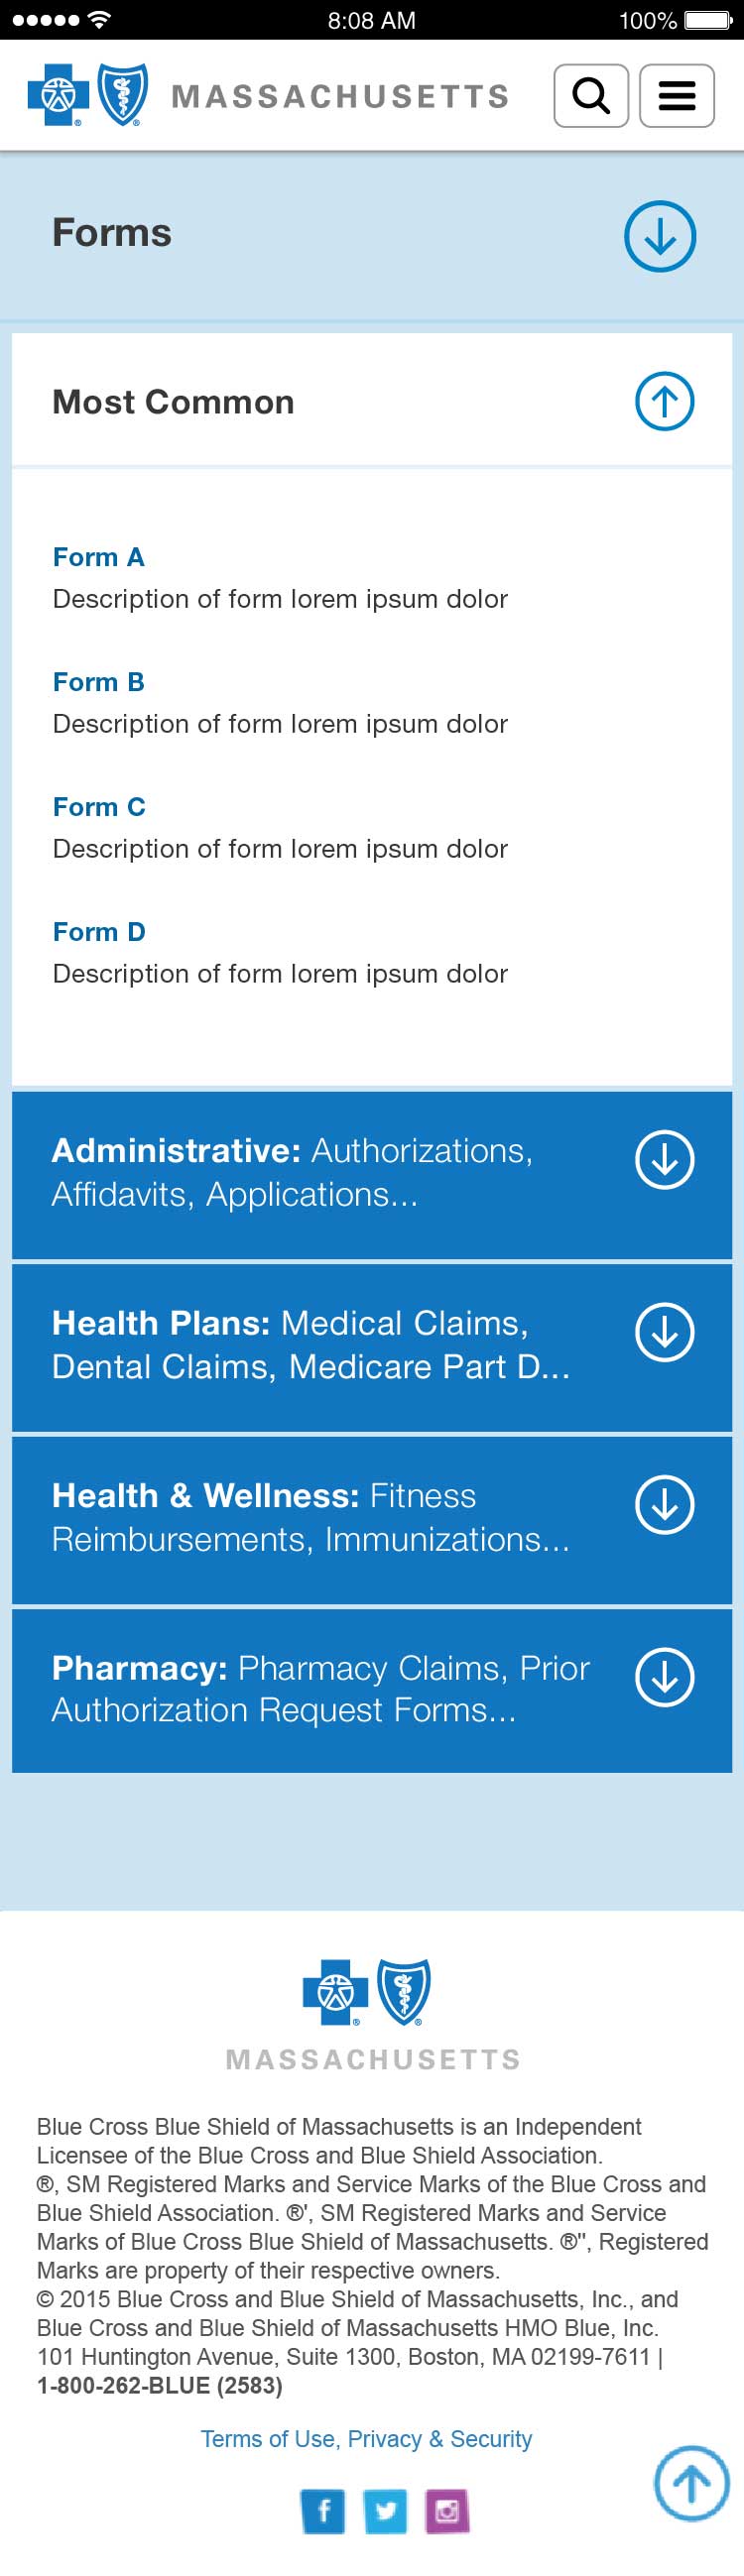 8:08 AM 100%
MASSACHUSETTS
Forms
Most Common
Form A
Description of form lorem ipsum dolor
Form B
Description of form lorem ipsum dolor
Form C
Description of form lorem ipsum dolor
Form D
Description of form lorem ipsum dolor
Administrative: Authorizations,
Affidavits, Applications...
Health Plans: Medical Claims,
Dental Claims, Medicare Part D...
Health & Wellness: Fitness
Reimbursements, Immunizations...
Pharmacy: Pharmacy Claims, Prior
Authorization Request Forms...
MASSACHUSETTS
Blue Cross Blue Shield of Massachusetts is an Independent
Licensee of the Blue Cross and Blue Shield Association.
®, SM Registered Marks and Service Marks of the Blue Cross and
Blue Shield Association. ®', SM Registered Marks and Service
Marks of Blue Cross Blue Shield of Massachusetts. ®", Registered
Marks are property of their respective owners.
© 2015 Blue Cross and Blue Shield of Massachusetts, Inc., and
Blue Cross and Blue Shield of Massachusetts HMO Blue, Inc.
101 Huntington Avenue, Suite 1300, Boston, MA 02199-7611 |
1-800-262-BLUE (2583)
Terms of Use, Privacy & Security